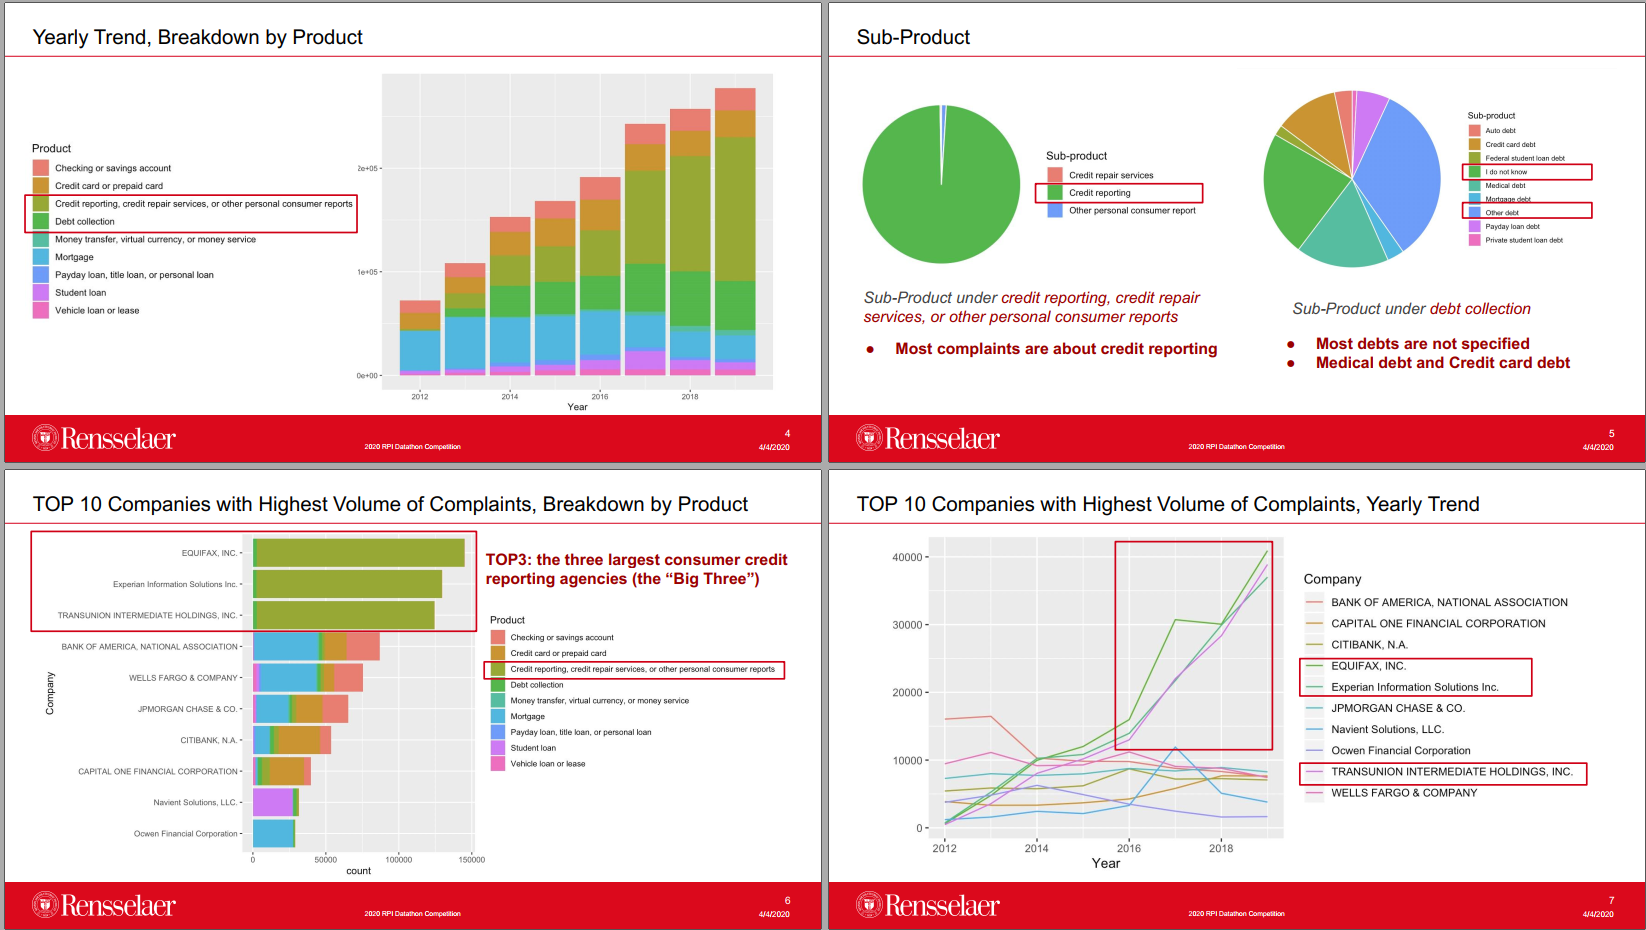 Yearly Trend, Breakdown by Product
Product
Checking or savings account
Credit card or prepaid card
Credit reporting, credit repair services, or other personal consumer reports
Debt collection
Money transfer, virtual currency, or money service
Mortgage
Payday loan, title loan, or personal loan
Student loan
Vehicle loan or lease
2e+05
1e+05
0e+00
2012 2014 2016 2018
Year
Rensselaer
2020 RPI Datathon Competition
4
4/4/2020
Sub-Product
Sub-product
Credit repair services
Credit reporting
Other personal consumer report
Sub-product
Auto debt
Credit card debt
Federal student loan debt
I do not know
Medical debt
Mortgage debt
Other debt
Payday loan debt
Private student loan debt
Sub-Product under credit reporting, credit repair
services, or other personal consumer reports
● Most complaints are about credit reporting
Sub-Product under debt collection
● Most debts are not specified
● Medical debt and Credit card debt
Rensselaer
2020 RPI Datathon Competition
5
4/4/2020
TOP 10 Companies with Highest Volume of Complaints, Breakdown by Product
Company
EQUIFAX, INC.
Experian Information Solutions Inc.
TRANSUNION INTERMEDIATE HOLDINGS, INC.
BANK OF AMERICA, NATIONAL ASSOCIATION
WELLS FARGO & COMPANY
JPMORGAN CHASE & CO.
CITIBANK, N.A.
CAPITAL ONE FINANCIAL CORPORATION
Navient Solutions, LLC.
Ocwen Financial Corporation
0 50000 100000 150000
count
TOP3: the three largest consumer credit
reporting agencies (the “Big Three”)
Product
Checking or savings account
Credit card or prepaid card
Credit reporting, credit repair services, or other personal consumer reports
Debt collection
Money transfer, virtual currency, or money service
Mortgage
Payday loan, title loan, or personal loan
Student loan
Vehicle loan or lease
Rensselaer
2020 RPI Datathon Competition
6
4/4/2020
TOP 10 Companies with Highest Volume of Complaints, Yearly Trend
40000
30000
20000
10000
0
2012 2014 2016 2018
Year
Company
BANK OF AMERICA, NATIONAL ASSOCIATION
CAPITAL ONE FINANCIAL CORPORATION
CITIBANK, N.A.
EQUIFAX, INC.
Experian Information Solutions Inc.
JPMORGAN CHASE & CO.
Navient Solutions, LLC.
Ocwen Financial Corporation
TRANSUNION INTERMEDIATE HOLDINGS, INC.
WELLS FARGO & COMPANY
Rensselaer
2020 RPI Datathon Competition
7
4/4/2020